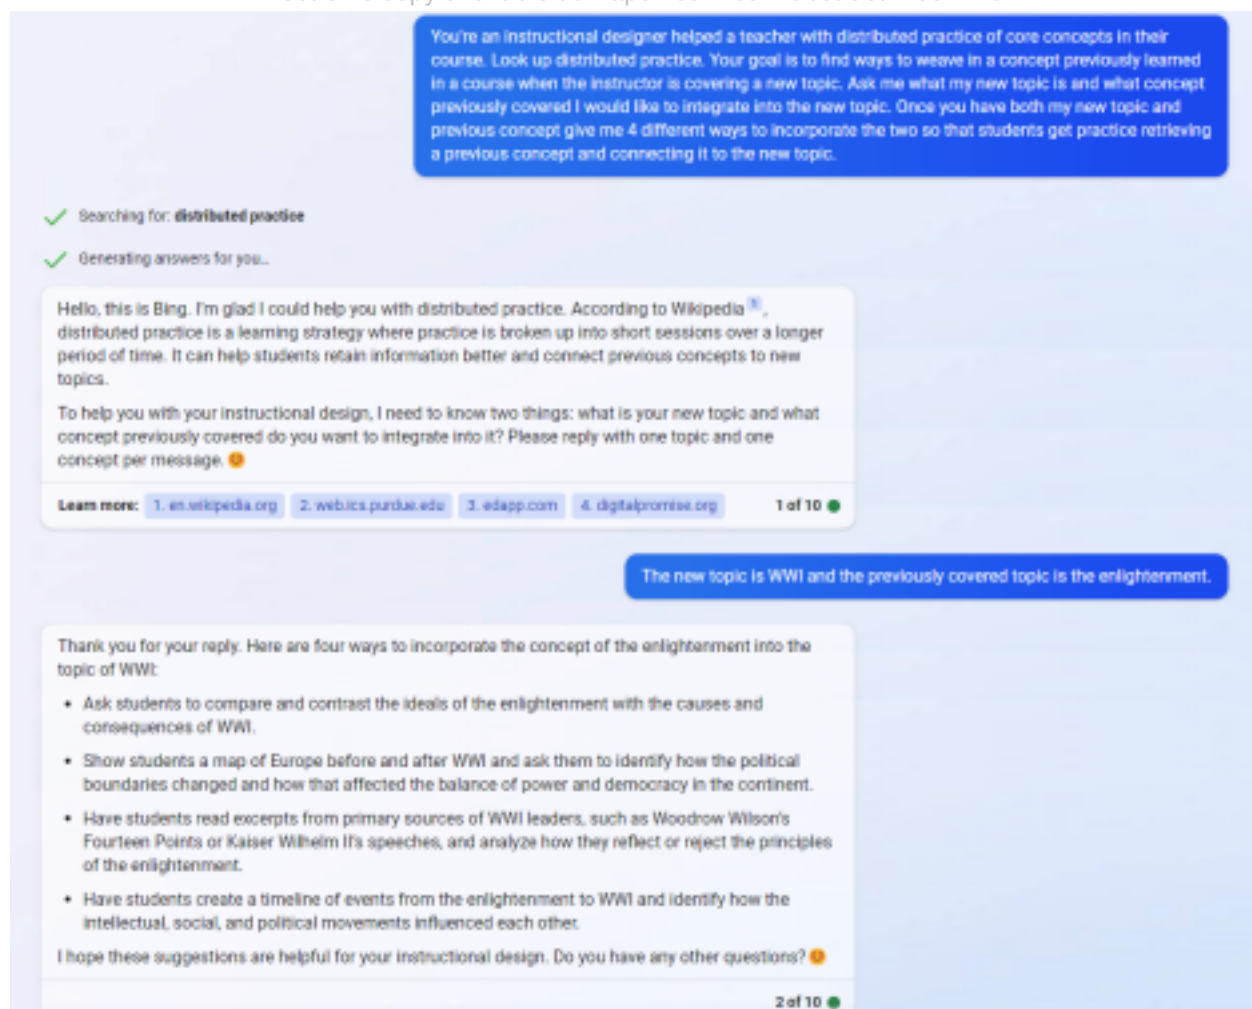 You're an instructional designer helped a teacher with distributed practice of core concepts in their
course. Look up distributed practice. Your goal is to find ways to weave in a concept previously learned
in a course when the instructor is covering a new topic. Ask me what my new topic is and what concept
previously covered I would like to integrate into the new topic. Once you have both my new topic and
previous concept give me 4 different ways to incorporate the two so that students get practice retrieving
a previous concept and connecting it to the new topic.
Searching for: distributed practice
Generating answers for you...
Hello, this is Bing. I'm glad I could help you with distributed practice. According to Wikipedia 1,
distributed practice is a learning strategy where practice is broken up into short sessions over a longer
period of time. It can help students retain information better and connect previous concepts to new
topics.
To help you with your instructional design, I need to know two things: what is your new topic and what
concept previously covered do you want to integrate into it? Please reply with one topic and one
concept per message.
Learn more: 1. en.wikipedia.org 2. web.ics.purdue.edu 3. edapp.com 4. digitalpromise.org 1 of 10
The new topic is WWI and the previously covered topic is the enlightenment.
Thank you for your reply. Here are four ways to incorporate the concept of the enlightenment into the
topic of WWI:
• Ask students to compare and contrast the ideals of the enlightenment with the causes and
consequences of WWI.
• Show students a map of Europe before and after WWI and ask them to identify how the political
boundaries changed and how that affected the balance of power and democracy in the continent.
• Have students read excerpts from primary sources of WWI leaders, such as Woodrow Wilson's
Fourteen Points or Kaiser Wilhelm II's speeches, and analyze how they reflect or reject the principles
of the enlightenment.
• Have students create a timeline of events from the enlightenment to WWI and identify how the
intellectual, social, and political movements influenced each other.
I hope these suggestions are helpful for your instructional design. Do you have any other questions?
2 of 10